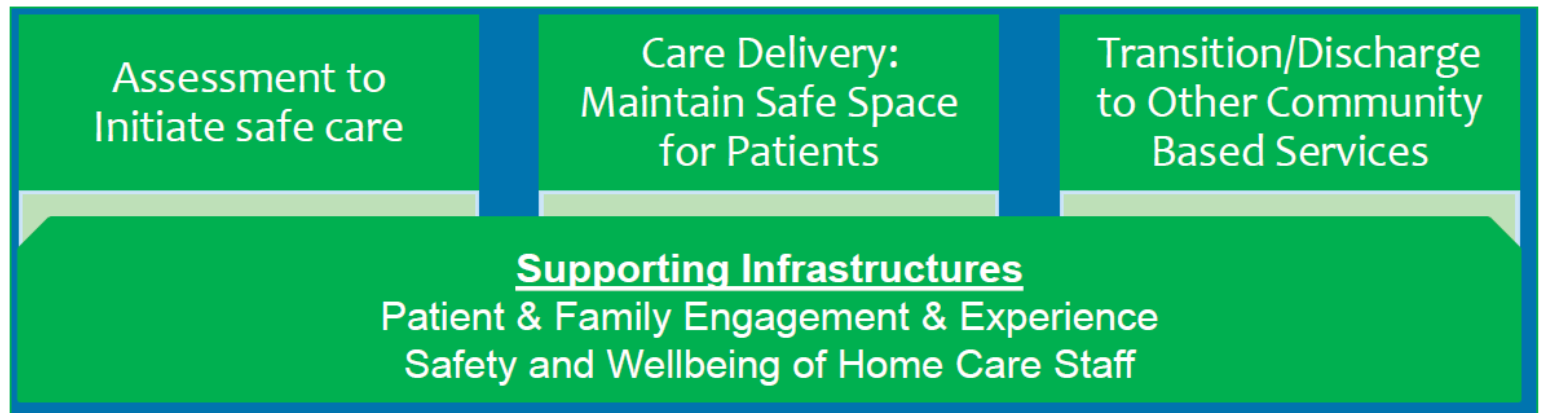 Assessment to
Initiate safe care
Care Delivery:
Maintain Safe Space
for Patients
Transition/Discharge
to Other Community
Based Services
Supporting Infrastructures
Patient & Family Engagement & Experience
Safety and Wellbeing of Home Care Staff